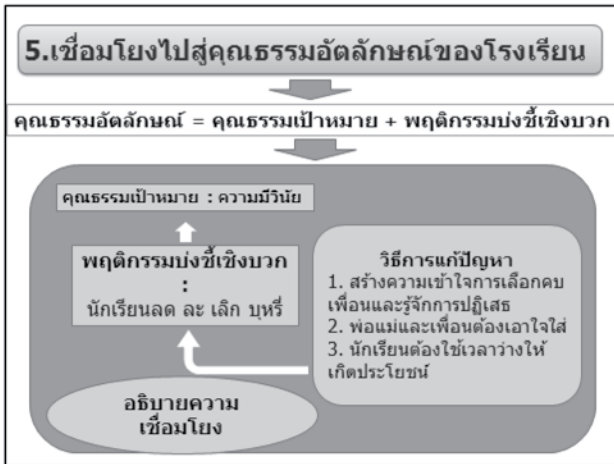 5.เชื่อมโยงไปสู่คุณธรรมอัตลักษณ์ของโรงเรียน
คุณธรรมอัตลักษณ์ = คุณธรรมเป้าหมาย + พฤติกรรมบ่งชี้เชิงบวก
คุณธรรมเป้าหมาย : ความมีวินัย
พฤติกรรมบ่งชี้เชิงบวก
:
นักเรียนลด ละ เลิก บุหรี่
วิธีการแก้ปัญหา
1. สร้างความเข้าใจการเลือกคบ
เพื่อนและรู้จักการปฏิเสธ
2. พ่อแม่และเพื่อนต้องเอาใจใส่
3. นักเรียนต้องใช้เวลาว่างให้
เกิดประโยชน์
อธิบายความ
เชื่อมโยง